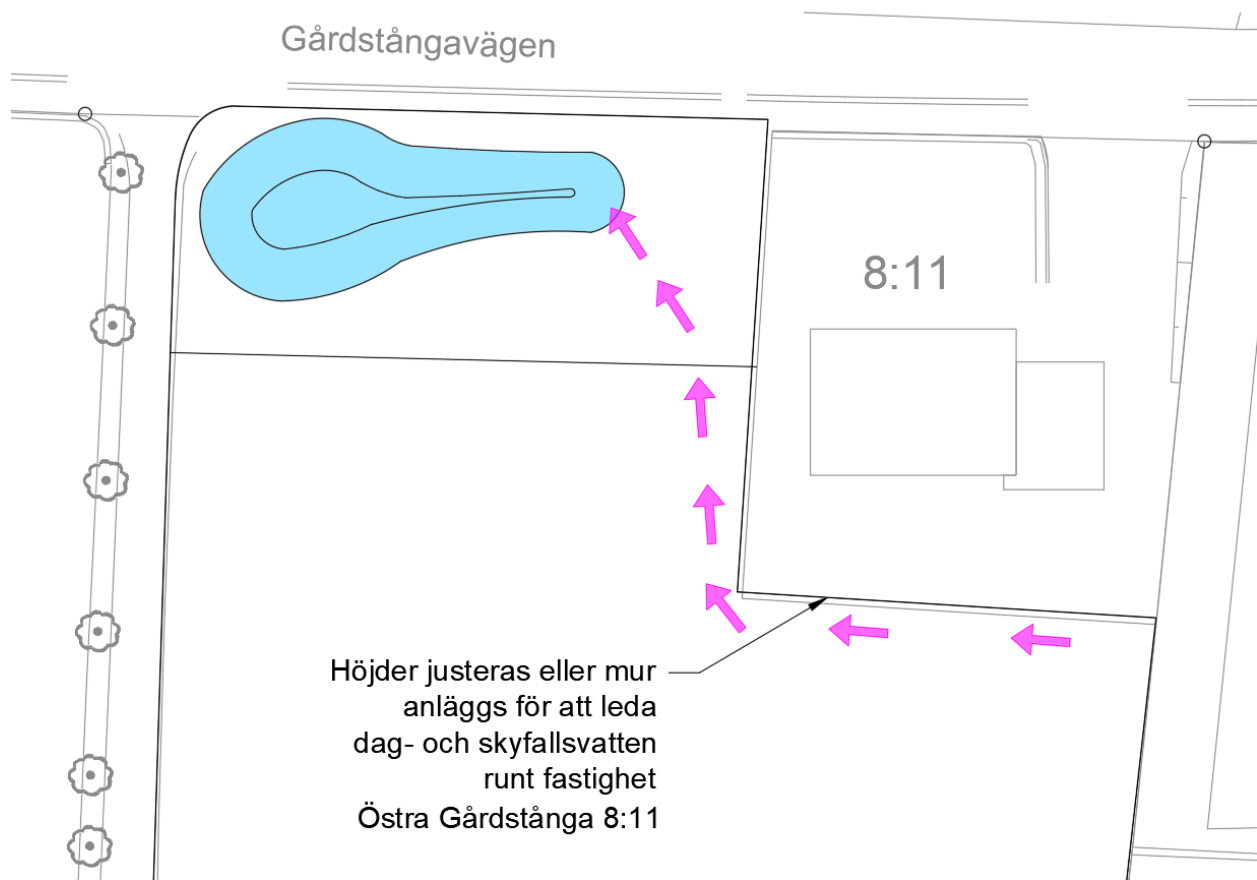 Gårdstångavägen
8:11
Höjder justeras eller mur
anläggs för att leda
dag- och skyfallsvatten
runt fastighet
Östra Gårdstånga 8:11